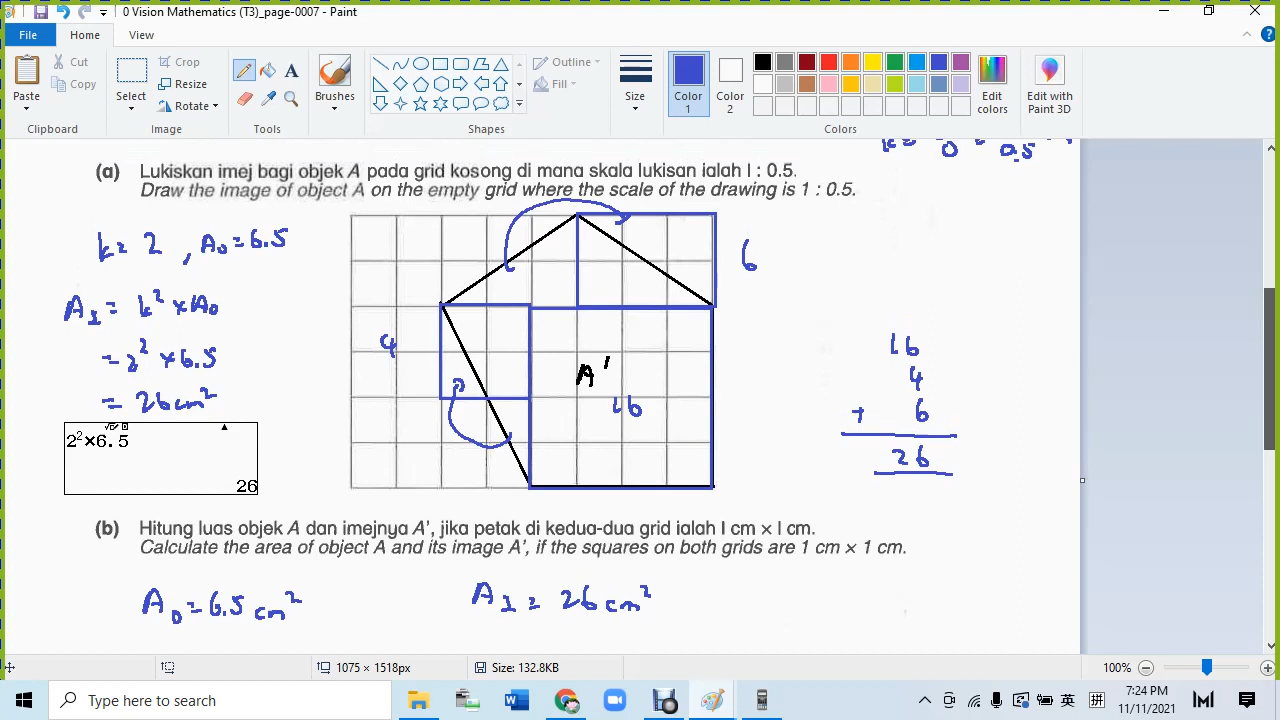 0 Vision Mathematics (T3)_page-0007 - Paint
File Home View
Paste Cut Copy Select Crop Resize Rotate Brushes Outline Fill Size Color 1 Color 2 Edit colors Edit with Paint 3D
Clipboard Image Tools Shapes Colors
0 0.5
(a) Lukiskan imej bagi objek A pada grid kosong di mana skala lukisan ialah I : 0.5.
Draw the image of object A on the empty grid where the scale of the drawing is 1 : 0.5.
k = 2 , A₀ = 6.5
6
A_I = k² × A₀
= 2² × 6.5
= 26 cm²
4
A'
16
16
4
+ 6
26
2²×6.5
26
(b) Hitung luas objek A dan imejnya A', jika petak di kedua-dua grid ialah I cm × I cm.
Calculate the area of object A and its image A', if the squares on both grids are 1 cm × 1 cm.
A₀ = 6.5 cm²
A_I = 26 cm²
1075 × 1518px Size: 132.8KB 100%
Type here to search
英 拼 7:24 PM
11/11/2021